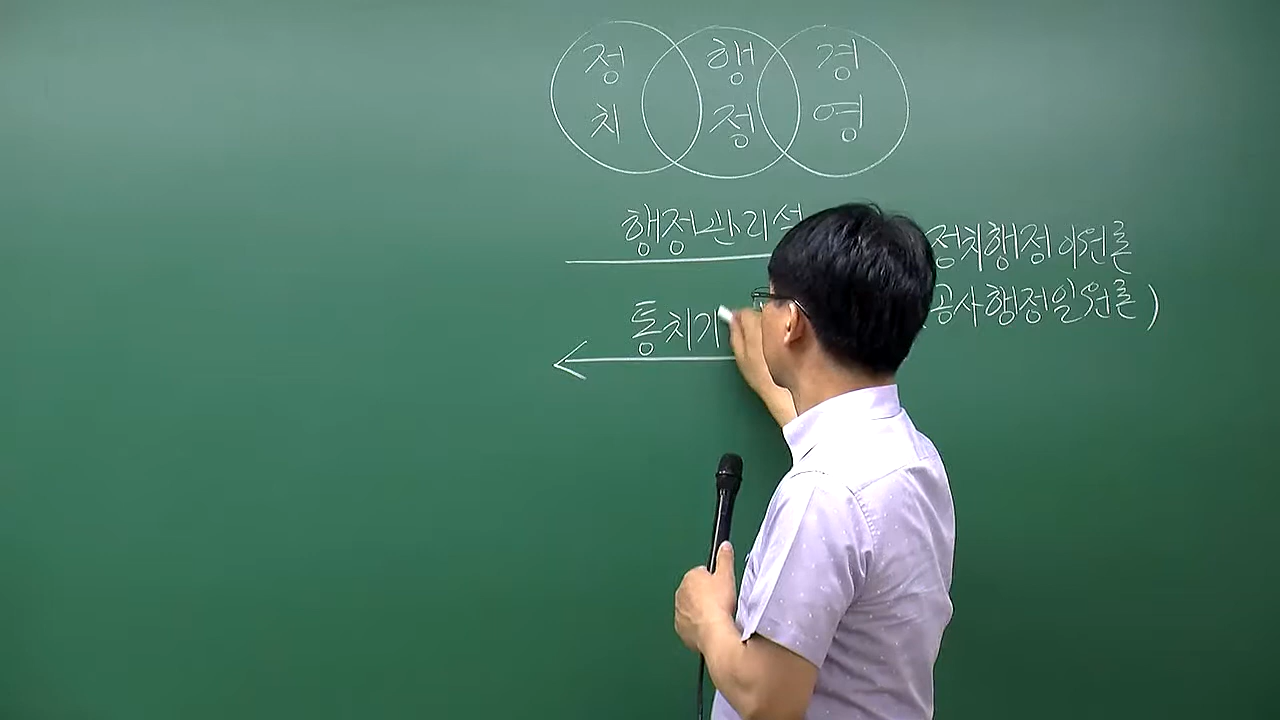 정 행 경
치 정 영
행정관리설
정치행정이원론
통치기
공사행정일원론)